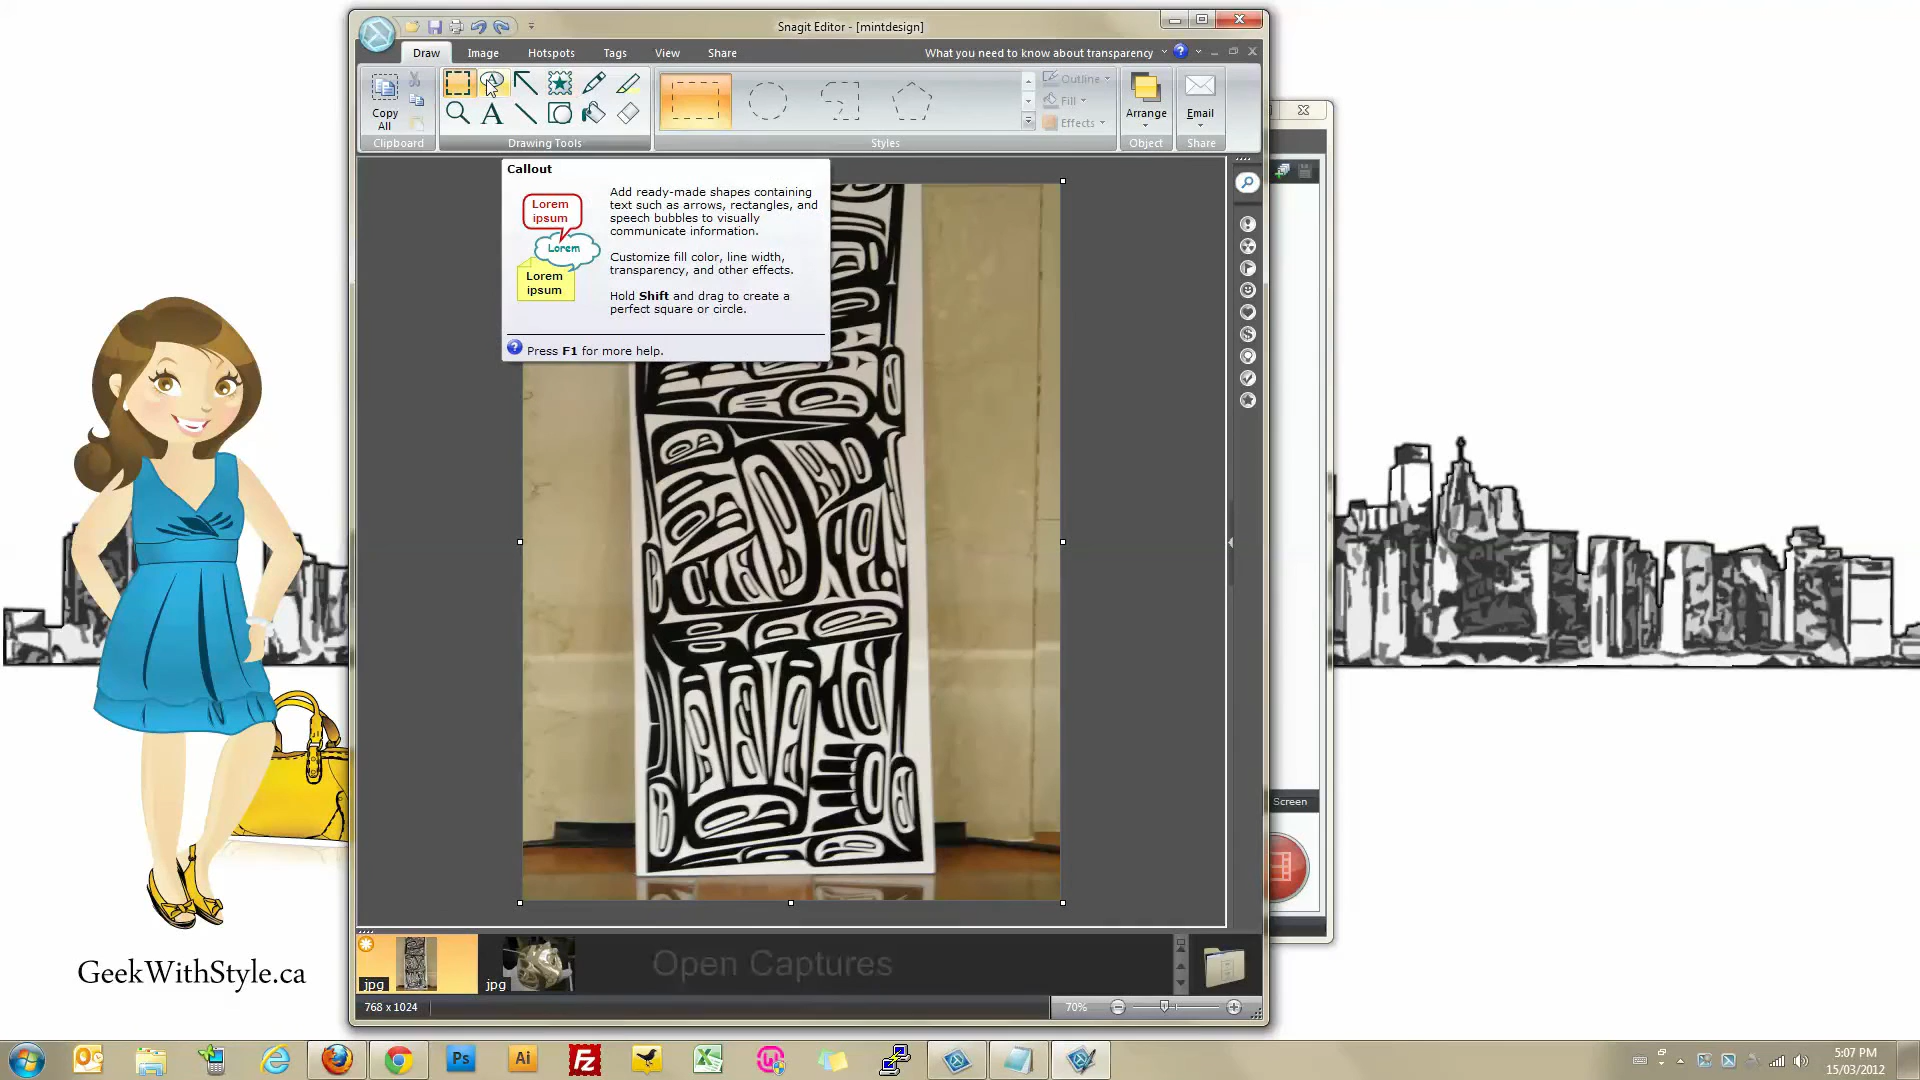 Snagit Editor - [mintdesign]
Draw
Image
Hotspots
Tags
View
Share
What you need to know about transparency
Copy
All
Clipboard
Drawing Tools
Styles
Outline
Fill
Effects
Arrange
Object
Email
Share
Callout
Lorem
ipsum
Lorem
Lorem
ipsum
Add ready-made shapes containing
text such as arrows, rectangles, and
speech bubbles to visually
communicate information.
Customize fill color, line width,
transparency, and other effects.
Hold Shift and drag to create a
perfect square or circle.
Press F1 for more help.
Screen
GeekWithStyle.ca
jpg
jpg
Open Captures
768 x 1024
70%
Ps
Ai
Fz
5:07 PM
15/03/2012